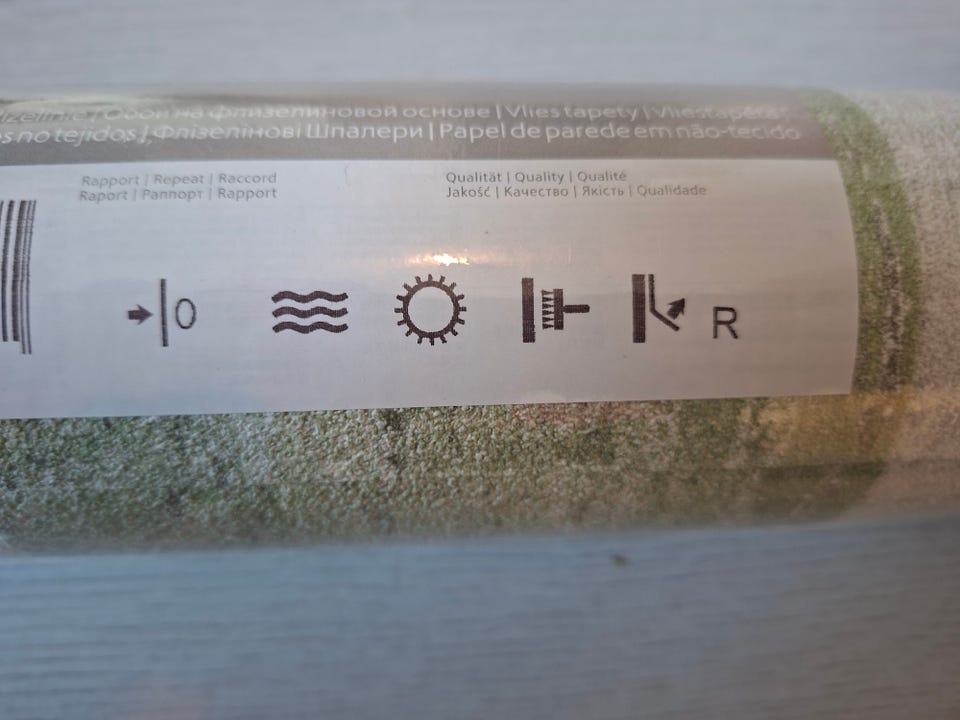 Обои на флизелиновой основе | Vlies tapety | Vliestapetes
no tejidos | Флізелінові Шпалери | Papel de parede em não-tecido
Rapport | Repeat | Raccord
Raport | Раппорт | Rapport
Qualität | Quality | Qualité
Jakość | Качество | Якість | Qualidade
0
R